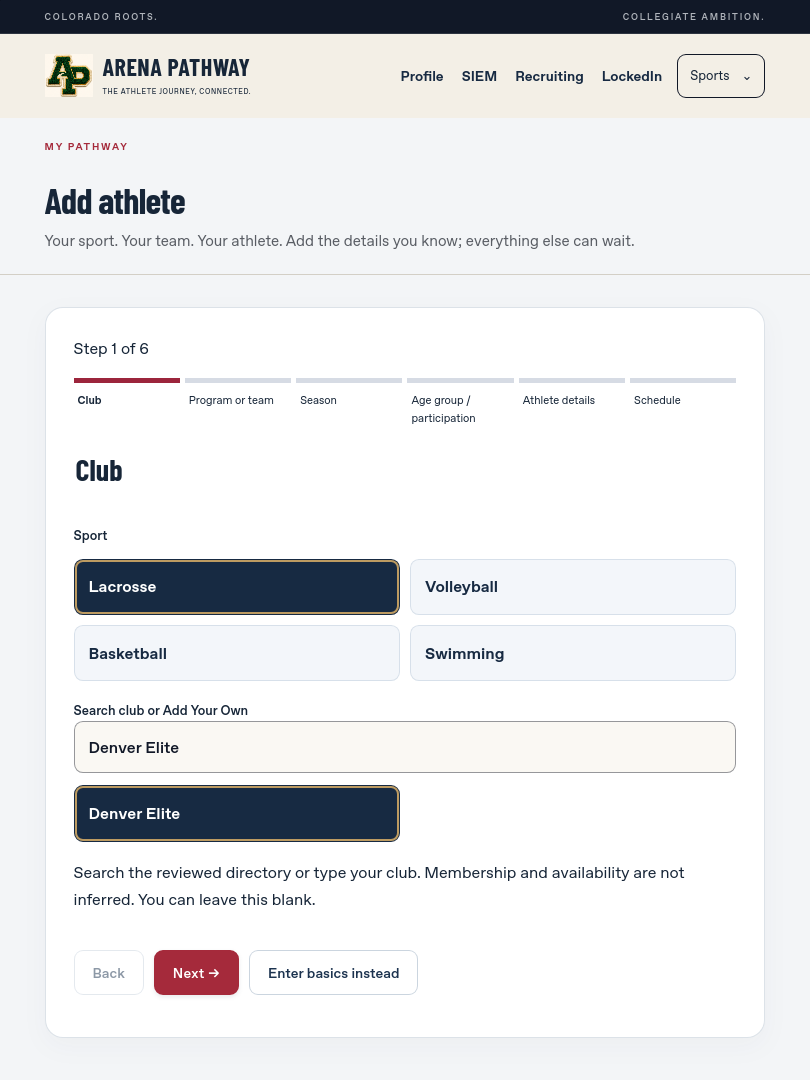 COLORADO ROOTS.
COLLEGIATE AMBITION.
AP
ARENA PATHWAY
THE ATHLETE JOURNEY, CONNECTED.
Profile SIEM Recruiting LockedIn Sports
MY PATHWAY
Add athlete
Your sport. Your team. Your athlete. Add the details you know; everything else can wait.
Step 1 of 6
Club
Program or team
Season
Age group /
participation
Athlete details
Schedule
Club
Sport
Lacrosse
Volleyball
Basketball
Swimming
Search club or Add Your Own
Denver Elite
Denver Elite
Search the reviewed directory or type your club. Membership and availability are not
inferred. You can leave this blank.
Back
Next →
Enter basics instead